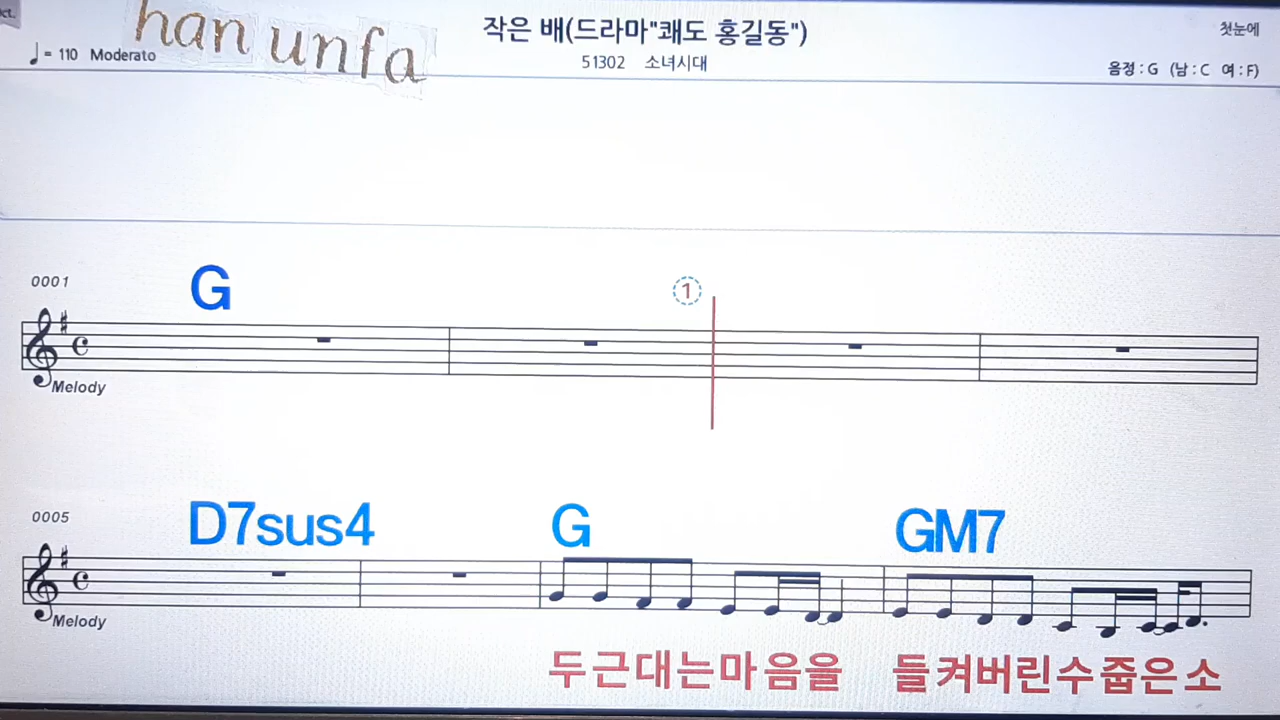 ct.
han unfa
작은 배(드라마"쾌도 홍길동")
첫눈에
♩= 110 Moderato
51302 소녀시대
음정 : G (남 : C 여 : F)
0001
G
1
Melody
0005
D7sus4 G GM7
Melody
두근대는마음을 들켜버린수줍은소